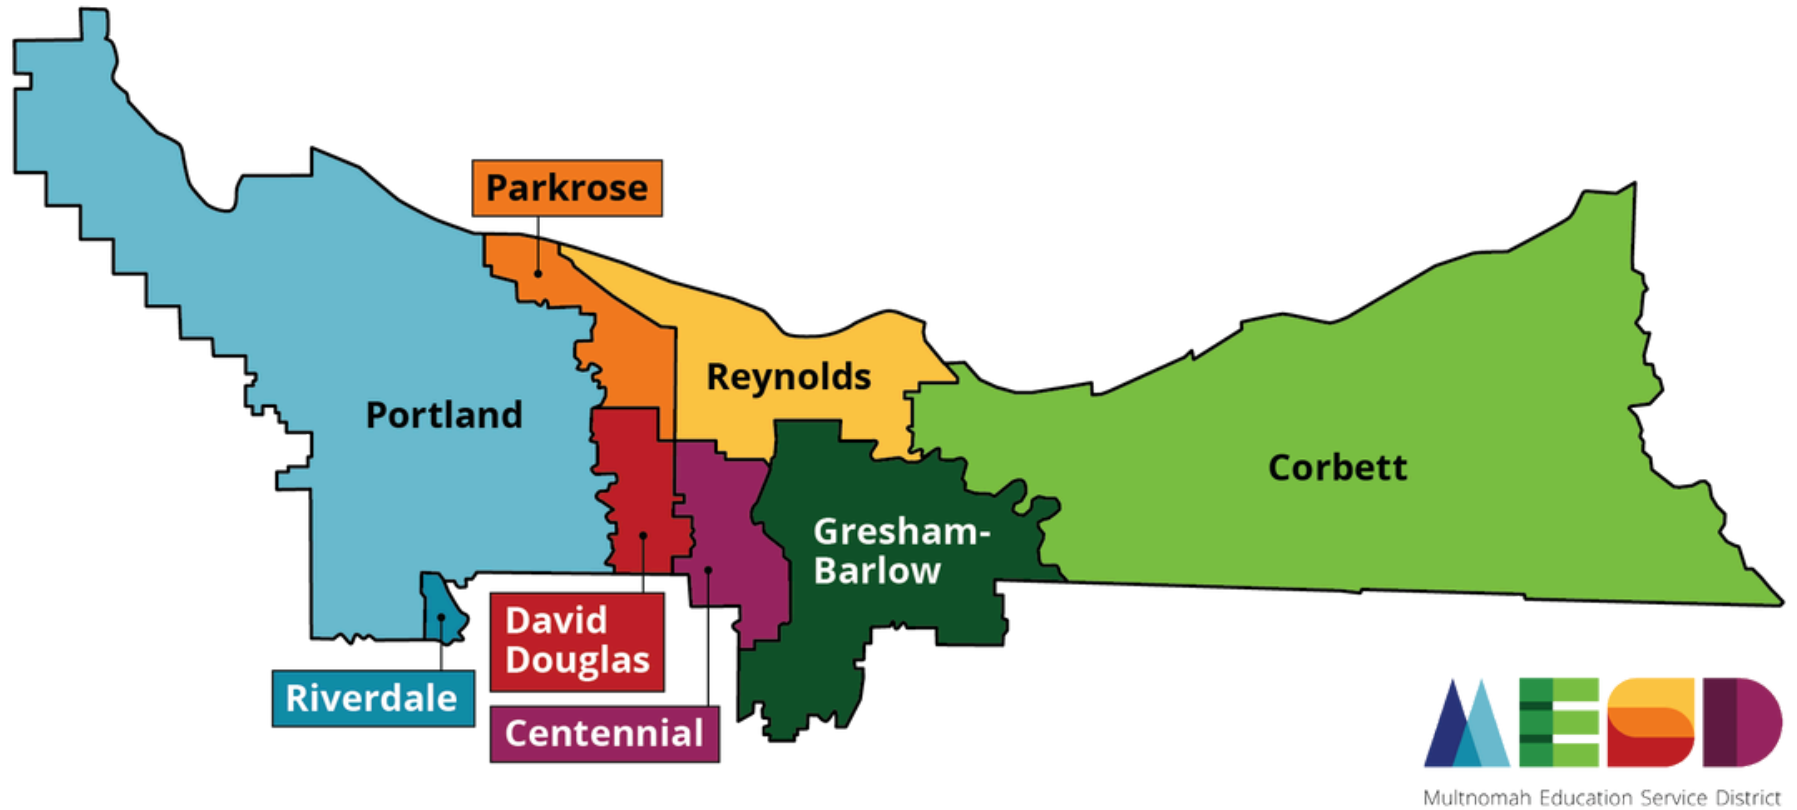 Parkrose
Reynolds
Portland
Corbett
Gresham-
Barlow
David
Douglas
Riverdale
Centennial
MESD
Multnomah Education Service District